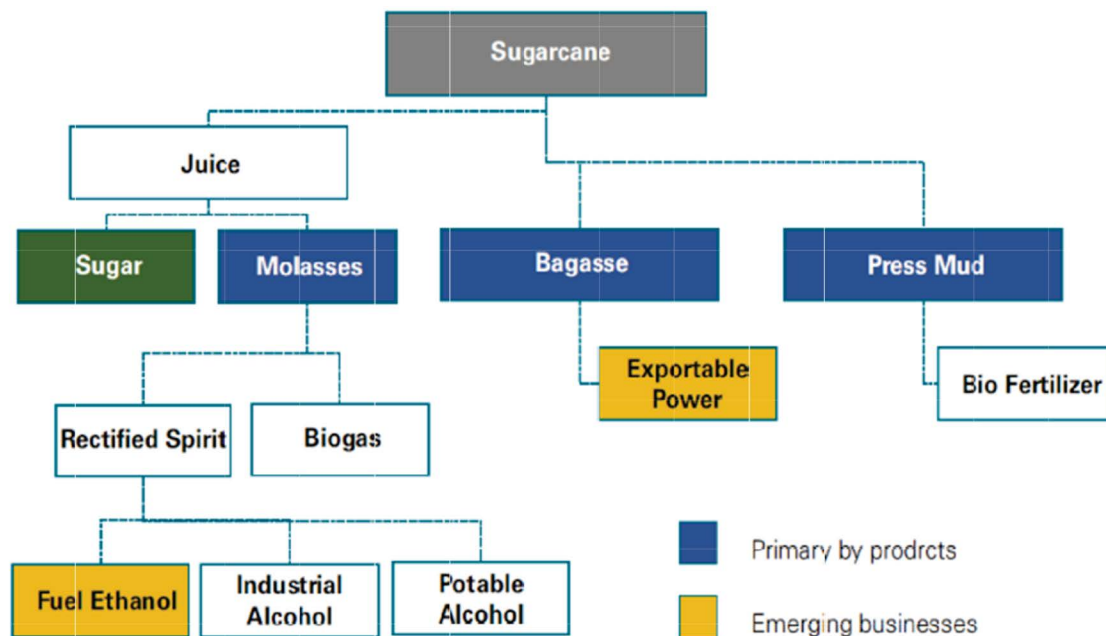 Sugarcane
Juice
Sugar
Molasses
Bagasse
Press Mud
Exportable
Power
Bio Fertilizer
Rectified Spirit
Biogas
Fuel Ethanol
Industrial
Alcohol
Potable
Alcohol
Primary by prodrcts
Emerging businesses